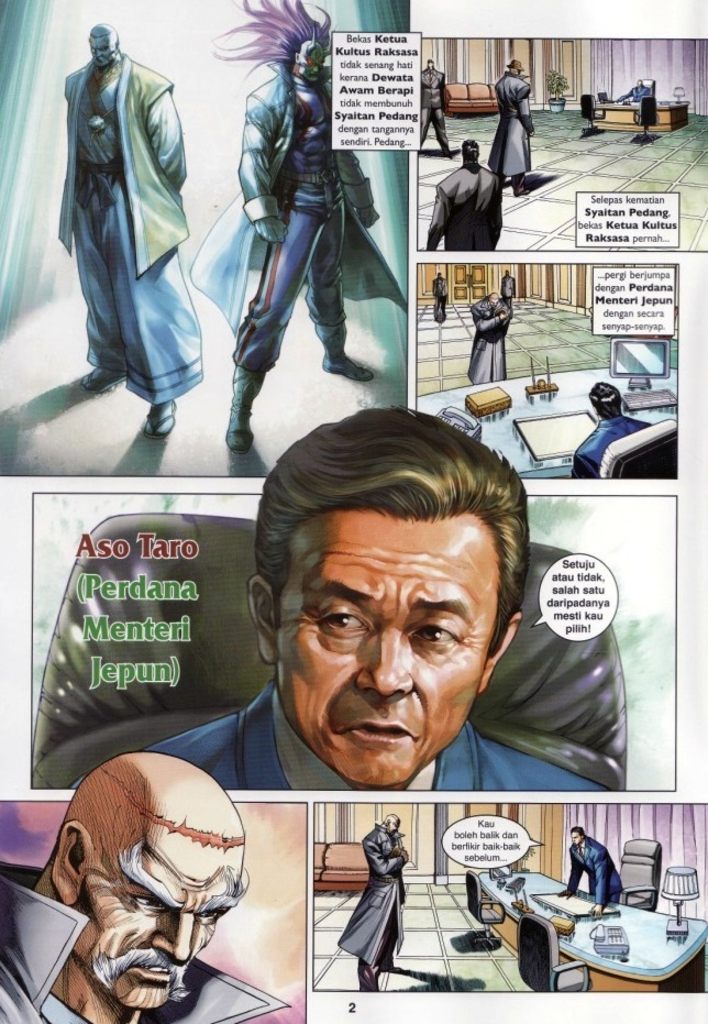 Bekas Ketua
Kultus Raksasa
tidak senang hati
kerana Dewata
Awam Berapi
tidak membunuh
Syaitan Pedang
dengan tangannya
sendiri. Pedang...
Selepas kematian
Syaitan Pedang,
bekas Ketua Kultus
Raksasa pernah...
...pergi berjumpa
dengan Perdana
Menteri Jepun
dengan secara
senyap-senyap.
Aso Taro
(Perdana
Menteri
Jepun)
Setuju
atau tidak,
salah satu
daripadanya
mesti kau
pilih!
Kau
boleh balik dan
berfikir baik-baik
sebelum...
2